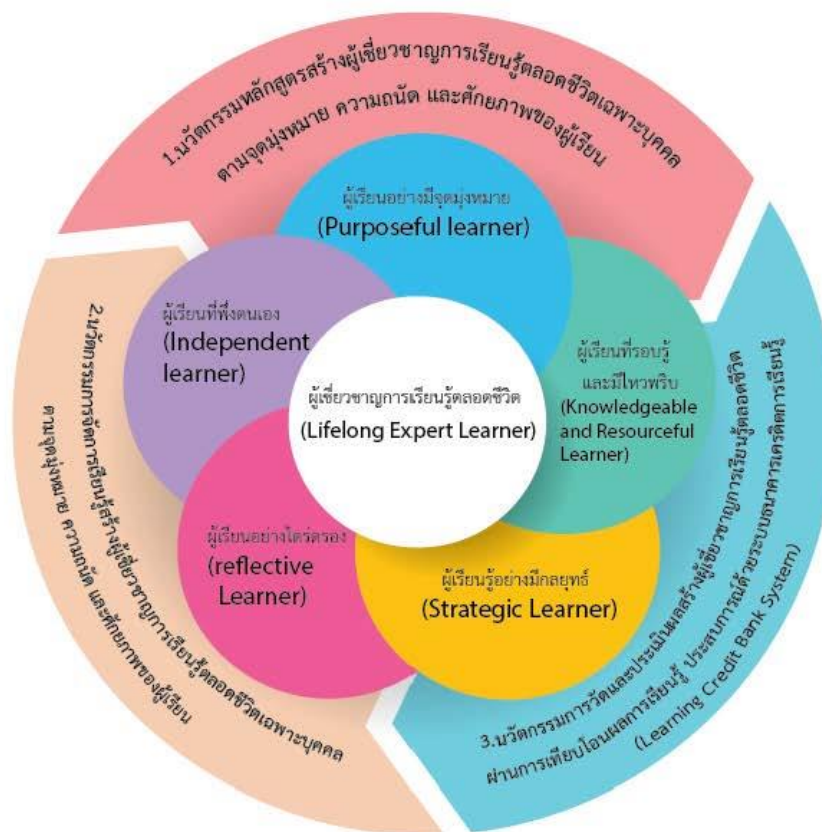 1.นวัตกรรมหลักสูตรสร้างผู้เชี่ยวชาญการเรียนรู้ตลอดชีวิตเฉพาะบุคคล
ตามจุดมุ่งหมาย ความถนัด และศักยภาพของผู้เรียน
ผู้เรียนอย่างมีจุดมุ่งหมาย
(Purposeful learner)
ผู้เรียนที่พึ่งตนเอง
(Independent
learner)
ผู้เรียนที่รอบรู้
และมีไหวพริบ
(Knowledgeable
and Resourceful
Learner)
ผู้เชี่ยวชาญการเรียนรู้ตลอดชีวิต
(Lifelong Expert Learner)
ผู้เรียนอย่างไตร่ตรอง
(reflective
Learner)
ผู้เรียนรู้อย่างมีกลยุทธ์
(Strategic Learner)
2.นวัตกรรมการจัดการเรียนรู้สร้างผู้เชี่ยวชาญการเรียนรู้ตลอดชีวิตเฉพาะบุคคล
ตามจุดมุ่งหมาย ความถนัด และศักยภาพของผู้เรียน
3.นวัตกรรมการวัดและประเมินผลสร้างผู้เชี่ยวชาญการเรียนรู้ตลอดชีวิต
ผ่านการเทียบโอนผลการเรียนรู้ ประสบการณ์ด้วยระบบธนาคารเครดิตการเรียนรู้
(Learning Credit Bank System)